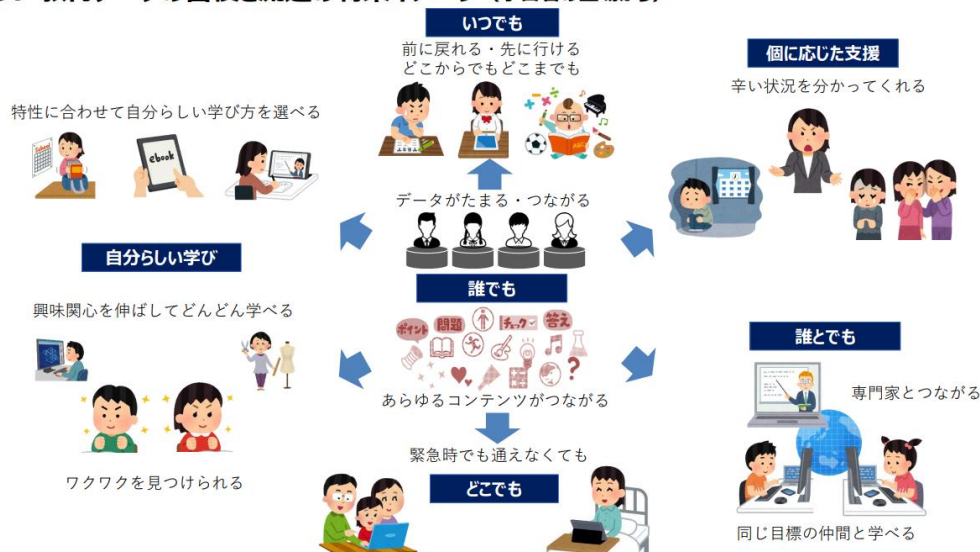 いつでも
前に戻れる・先に行ける
どこからでもどこまでも
個に応じた支援
辛い状況を分かってくれる
特性に合わせて自分らしい学び方を選べる
School
ebook
ABC
データがたまる・つながる
自分らしい学び
誰でも
興味関心を伸ばしてどんどん学べる
ポイント
問題
チェック
答え
?
あらゆるコンテンツがつながる
誰とでも
専門家とつながる
緊急時でも通えなくても
ワクワクを見つけられる
どこでも
同じ目標の仲間と学べる